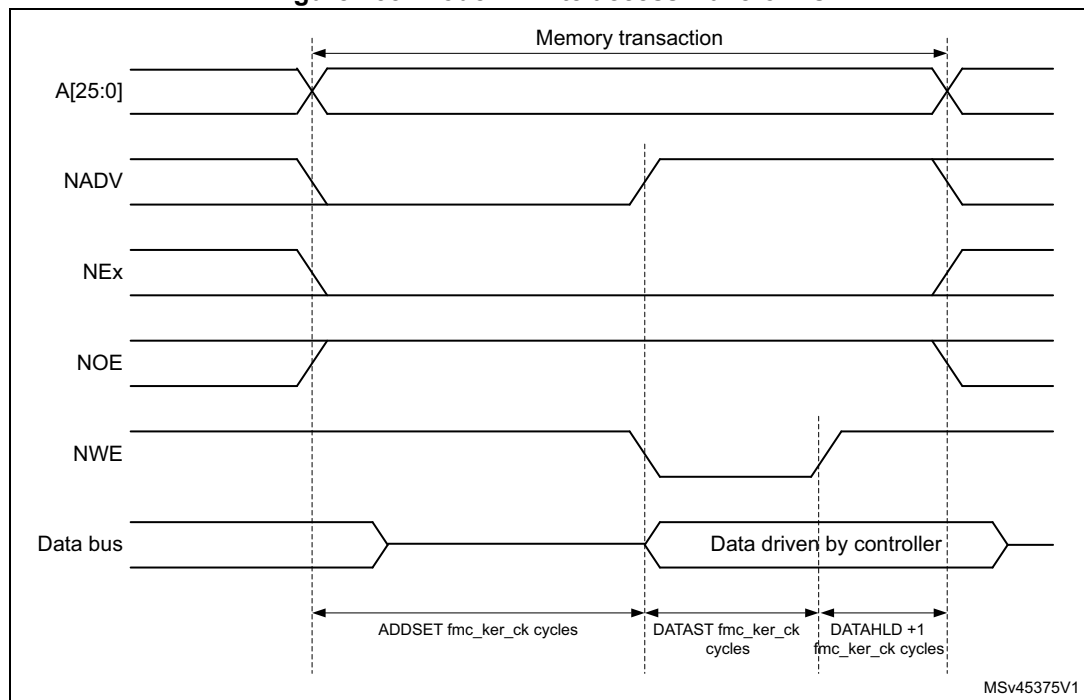 Memory transaction
A[25:0]
NADV
NEx
NOE
NWE
Data bus
Data driven by controller
ADDSET fmc_ker_ck cycles
DATAST fmc_ker_ck
cycles
DATAHLD +1
fmc_ker_ck cycles
MSv45375V1